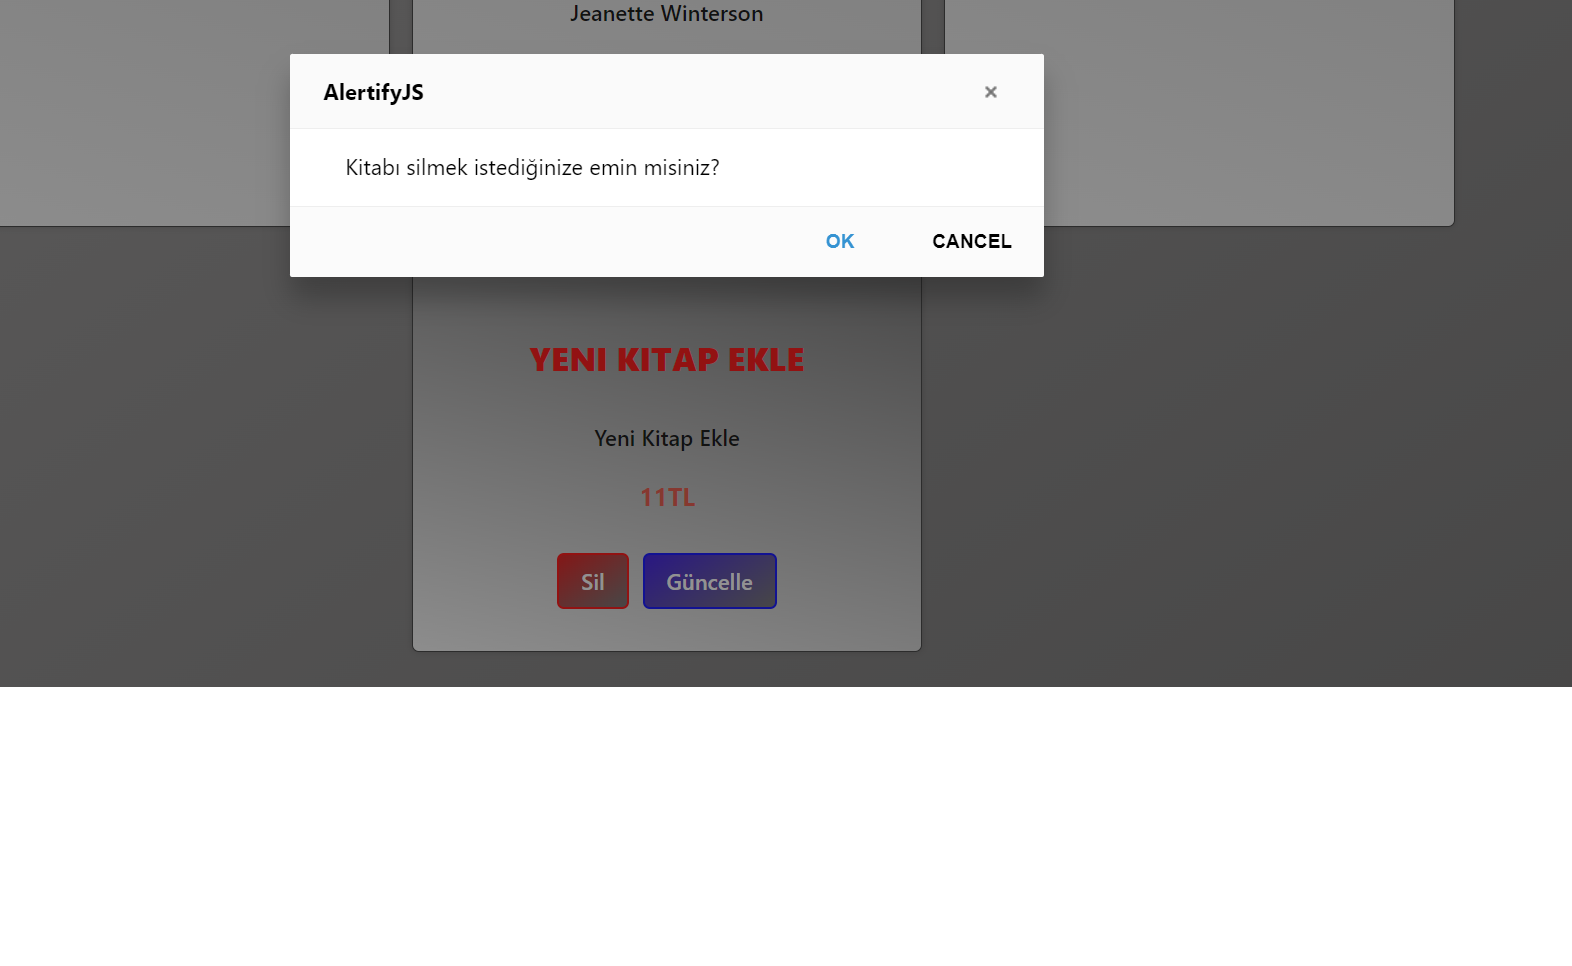 Jeanette Winterson
AlertifyJS ×
Kitabı silmek istediğinize emin misiniz?
OK CANCEL
YENI KITAP EKLE
Yeni Kitap Ekle
11TL
Sil Güncelle